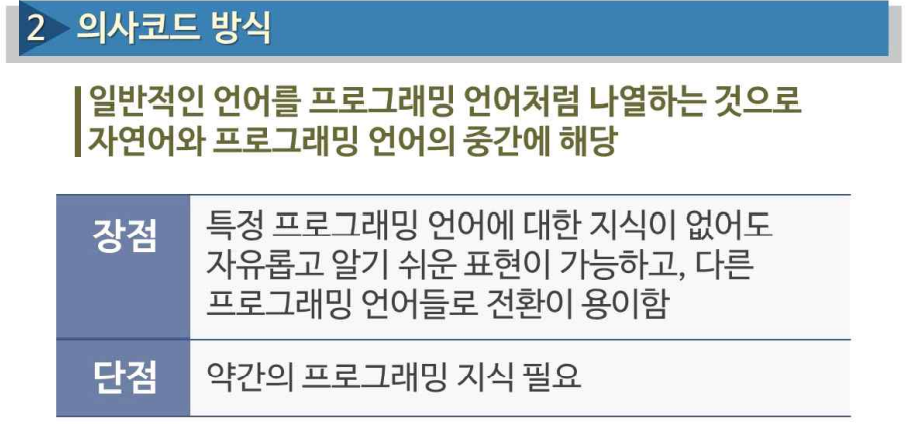 2 의사코드 방식
일반적인 언어를 프로그래밍 언어처럼 나열하는 것으로
자연어와 프로그래밍 언어의 중간에 해당
장점
특정 프로그래밍 언어에 대한 지식이 없어도
자유롭고 알기 쉬운 표현이 가능하고, 다른
프로그래밍 언어들로 전환이 용이함
단점
약간의 프로그래밍 지식 필요